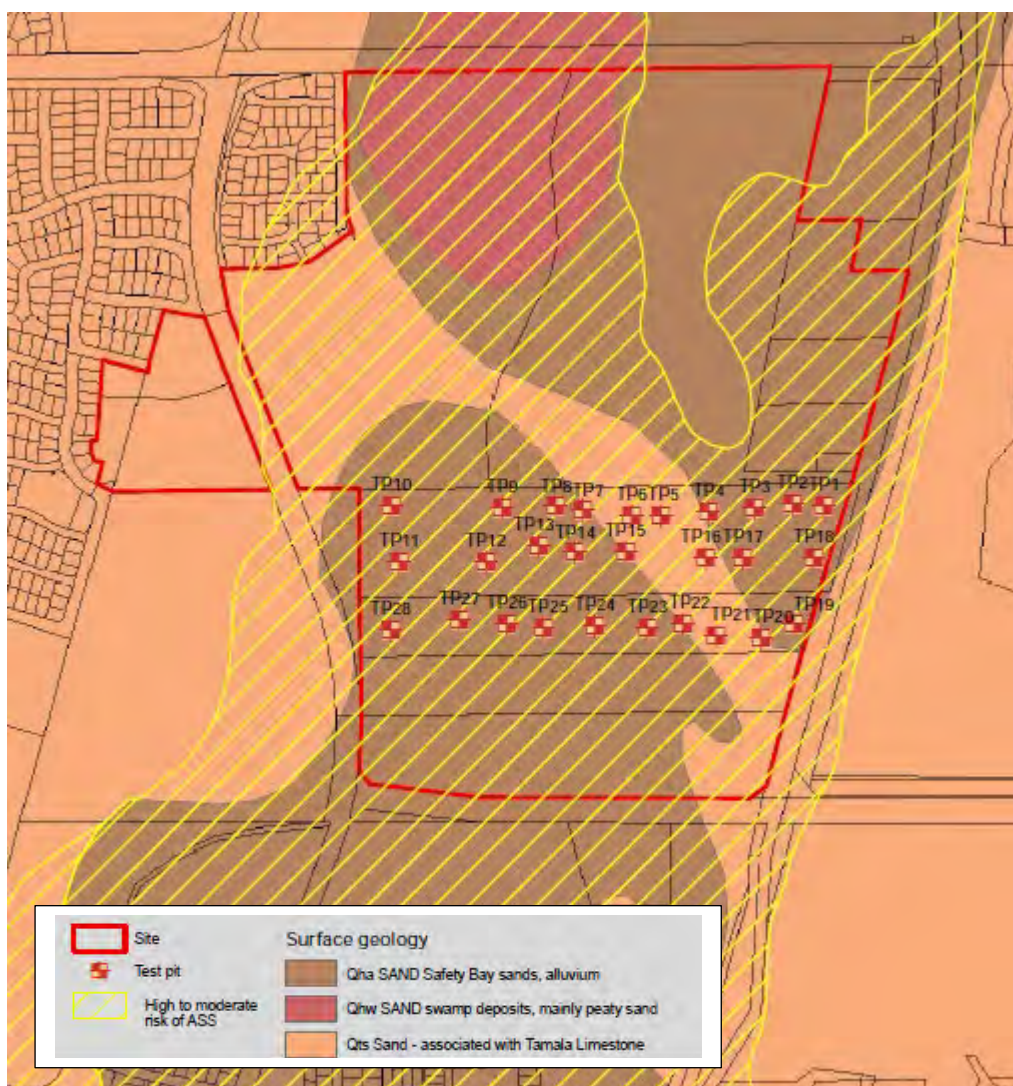 TP10
TP9
TP8
TP7
TP6
TP5
TP4
TP3
TP2
TP1
TP11
TP12
TP13
TP14
TP15
TP16
TP17
TP18
TP28
TP27
TP26
TP25
TP24
TP23
TP22
TP21
TP20
TP19
Site
Test pit
High to moderate
risk of ASS
Surface geology
Qha SAND Safety Bay sands, alluvium
Qhw SAND swamp deposits, mainly peaty sand
Qts Sand - associated with Tamala Limestone